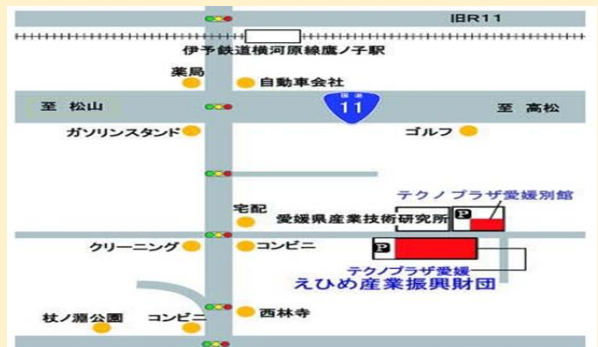 旧R11
伊予鉄道横河原線鷹ノ子駅
薬局
自動車会社
至 松山
国道
11
至 高松
ガソリンスタンド
ゴルフ
テクノプラザ愛媛別館
宅配
愛媛県産業技術研究所
P
クリーニング
コンビニ
P
テクノプラザ愛媛
えひめ産業振興財団
杖ノ淵公園
コンビニ
西林寺